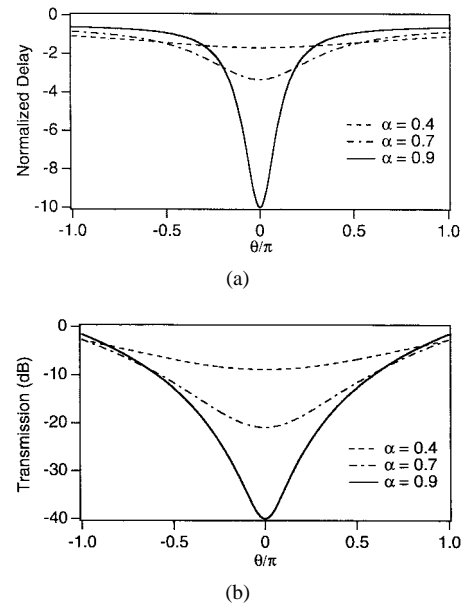 0
-2
-4
-6
-8
-10
Normalized Delay
α = 0.4
α = 0.7
α = 0.9
-1.0 -0.5 0 0.5 1.0
θ/π
(a)
0
-10
-20
-30
-40
Transmission (dB)
α = 0.4
α = 0.7
α = 0.9
-1.0 -0.5 0 0.5 1.0
θ/π
(b)